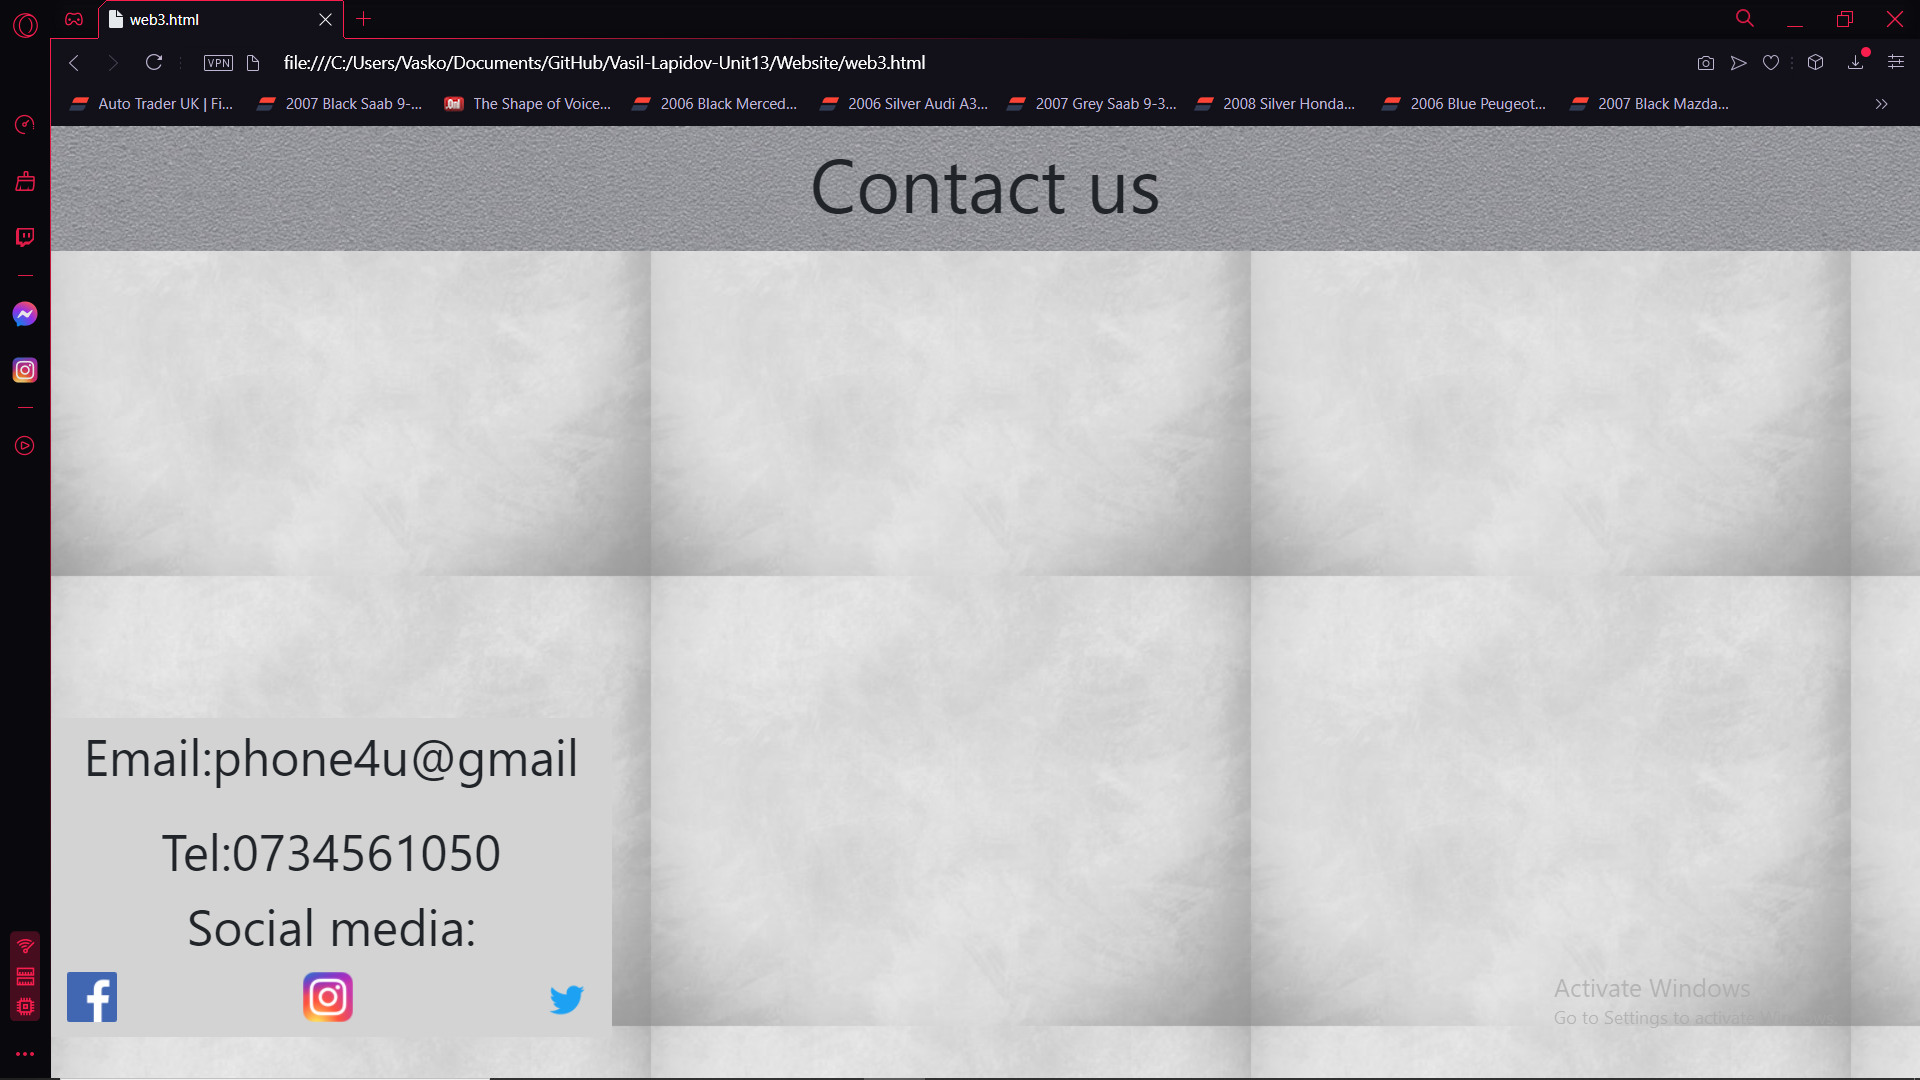 web3.html
VPN
file:///C:/Users/Vasko/Documents/GitHub/Vasil-Lapidov-Unit13/Website/web3.html
Auto Trader UK | Fi... 2007 Black Saab 9-... The Shape of Voice... 2006 Black Merced... 2006 Silver Audi A3... 2007 Grey Saab 9-3... 2008 Silver Honda... 2006 Blue Peugeot... 2007 Black Mazda...
Contact us
Email:phone4u@gmail
Tel:0734561050
Social media:
Activate Windows
Go to Settings to activate Windows.